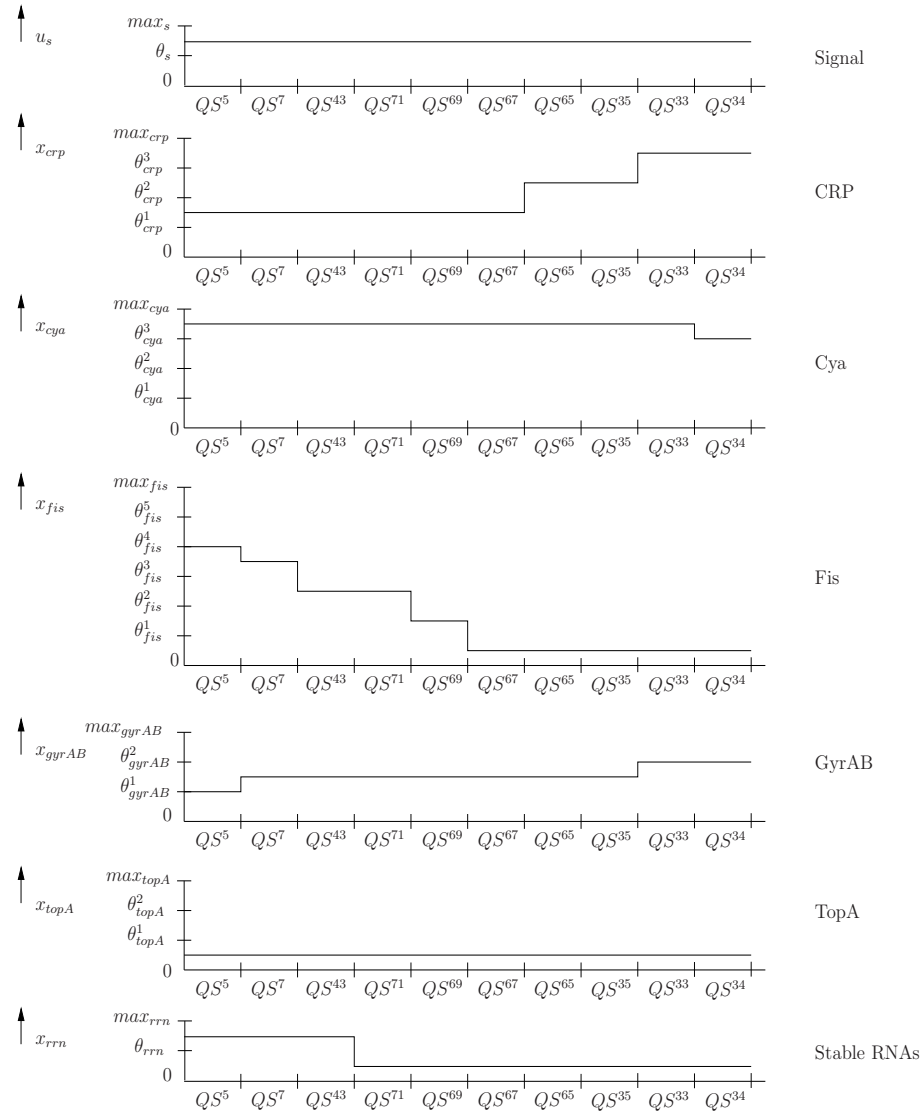 u_s
max_s
θ_s
0
QS^5 QS^7 QS^43 QS^71 QS^69 QS^67 QS^65 QS^35 QS^33 QS^34
Signal
x_crp
max_crp
θ^3_crp
θ^2_crp
θ^1_crp
0
QS^5 QS^7 QS^43 QS^71 QS^69 QS^67 QS^65 QS^35 QS^33 QS^34
CRP
x_cya
max_cya
θ^3_cya
θ^2_cya
θ^1_cya
0
QS^5 QS^7 QS^43 QS^71 QS^69 QS^67 QS^65 QS^35 QS^33 QS^34
Cya
x_fis
max_fis
θ^5_fis
θ^4_fis
θ^3_fis
θ^2_fis
θ^1_fis
0
QS^5 QS^7 QS^43 QS^71 QS^69 QS^67 QS^65 QS^35 QS^33 QS^34
Fis
x_gyrAB
max_gyrAB
θ^2_gyrAB
θ^1_gyrAB
0
QS^5 QS^7 QS^43 QS^71 QS^69 QS^67 QS^65 QS^35 QS^33 QS^34
GyrAB
x_topA
max_topA
θ^2_topA
θ^1_topA
0
QS^5 QS^7 QS^43 QS^71 QS^69 QS^67 QS^65 QS^35 QS^33 QS^34
TopA
x_rrn
max_rrn
θ_rrn
0
QS^5 QS^7 QS^43 QS^71 QS^69 QS^67 QS^65 QS^35 QS^33 QS^34
Stable RNAs